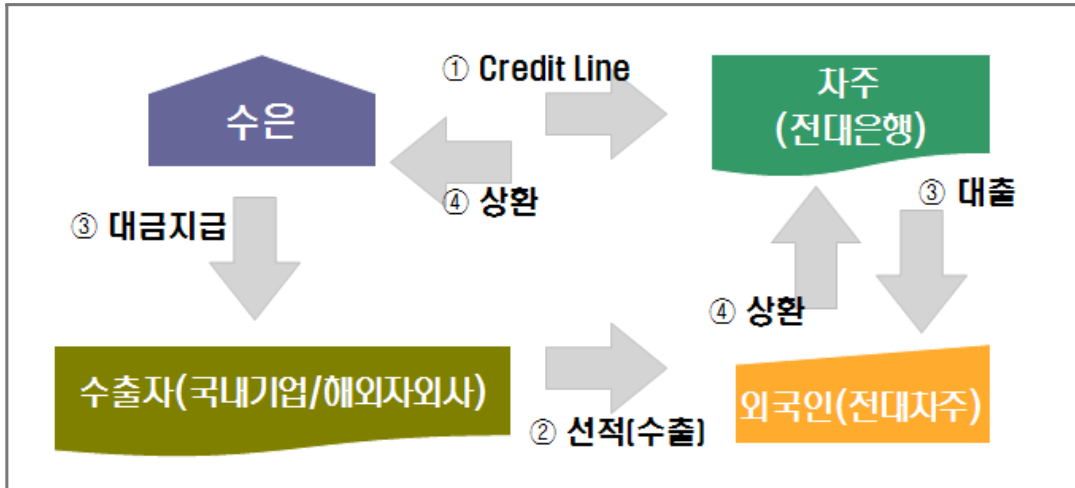 ① Credit Line
수은
차주
(전대은행)
④ 상환
③ 대출
③ 대금지급
④ 상환
수출자(국내기업/해외자외사)
외국인(전대차주)
② 선적(수출)